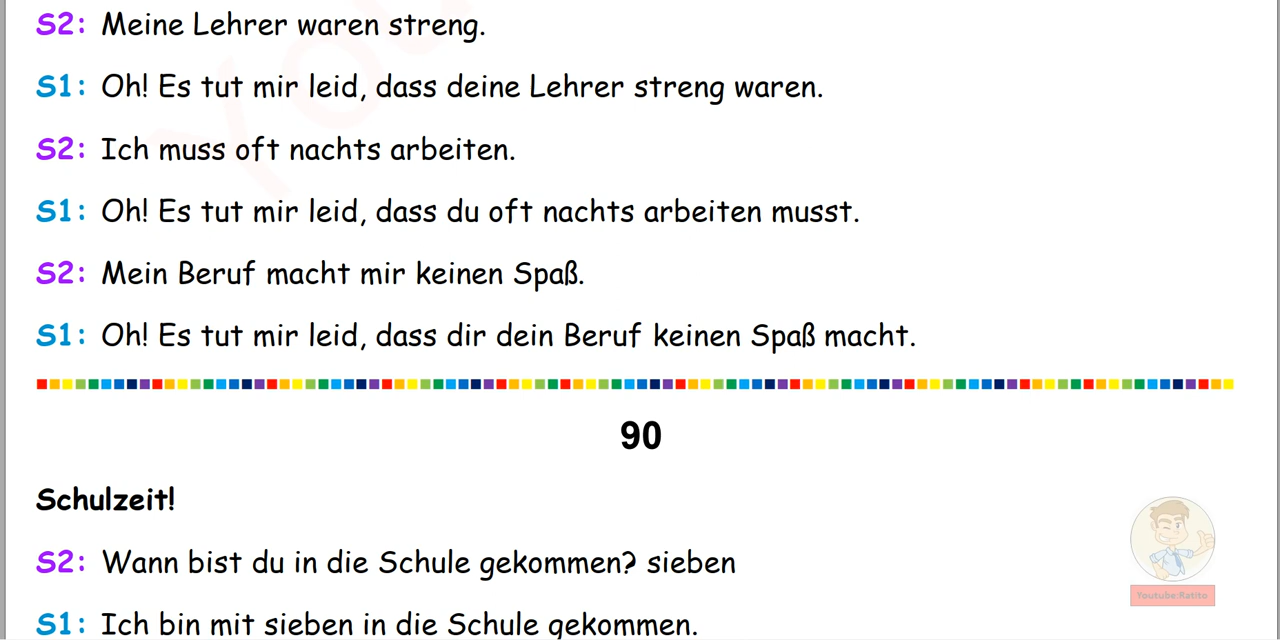 S2: Meine Lehrer waren streng.
S1: Oh! Es tut mir leid, dass deine Lehrer streng waren.
S2: Ich muss oft nachts arbeiten.
S1: Oh! Es tut mir leid, dass du oft nachts arbeiten musst.
S2: Mein Beruf macht mir keinen Spaß.
S1: Oh! Es tut mir leid, dass dir dein Beruf keinen Spaß macht.
90
Schulzeit!
S2: Wann bist du in die Schule gekommen? sieben
Youtube:Ratito
S1: Ich bin mit sieben in die Schule gekommen.